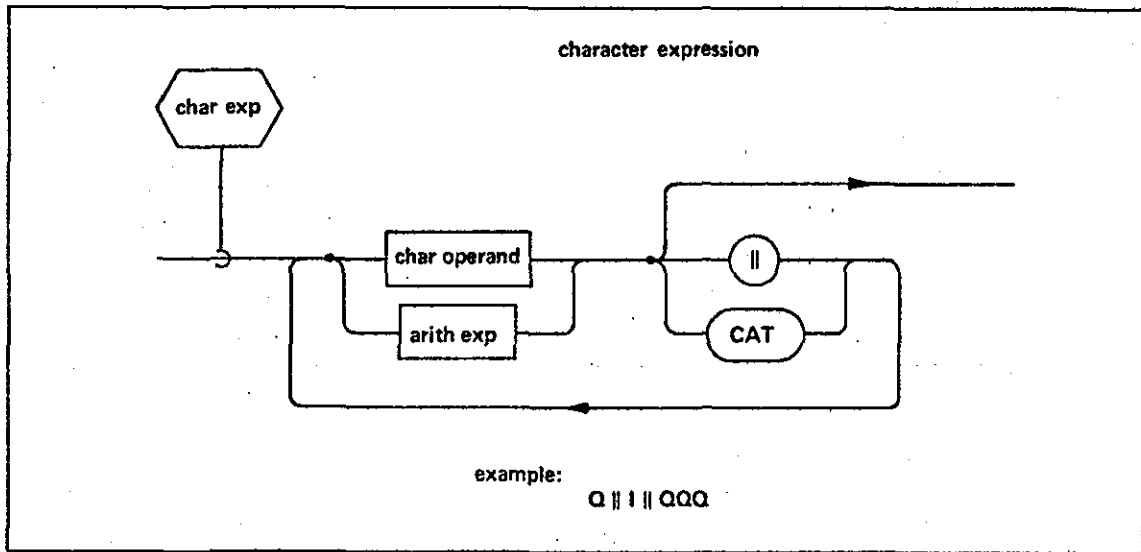 character expression
char exp
char operand
||
arith exp
CAT
example:
Q || I || QQQ